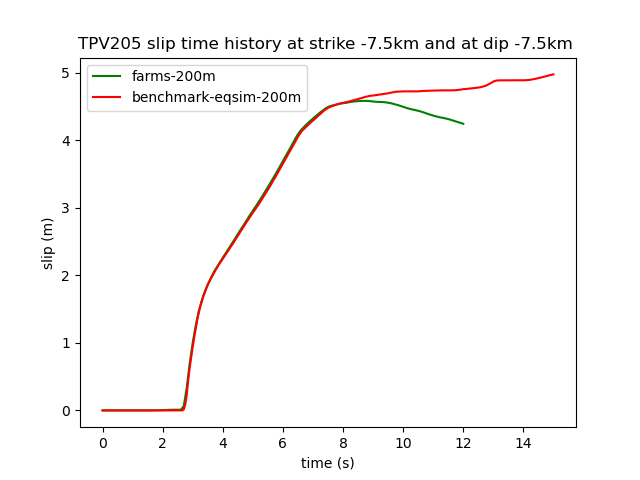 TPV205 slip time history at strike -7.5km and at dip -7.5km
farms-200m
benchmark-eqsim-200m
5
4
3
2
1
0
slip (m)
0 2 4 6 8 10 12 14
time (s)